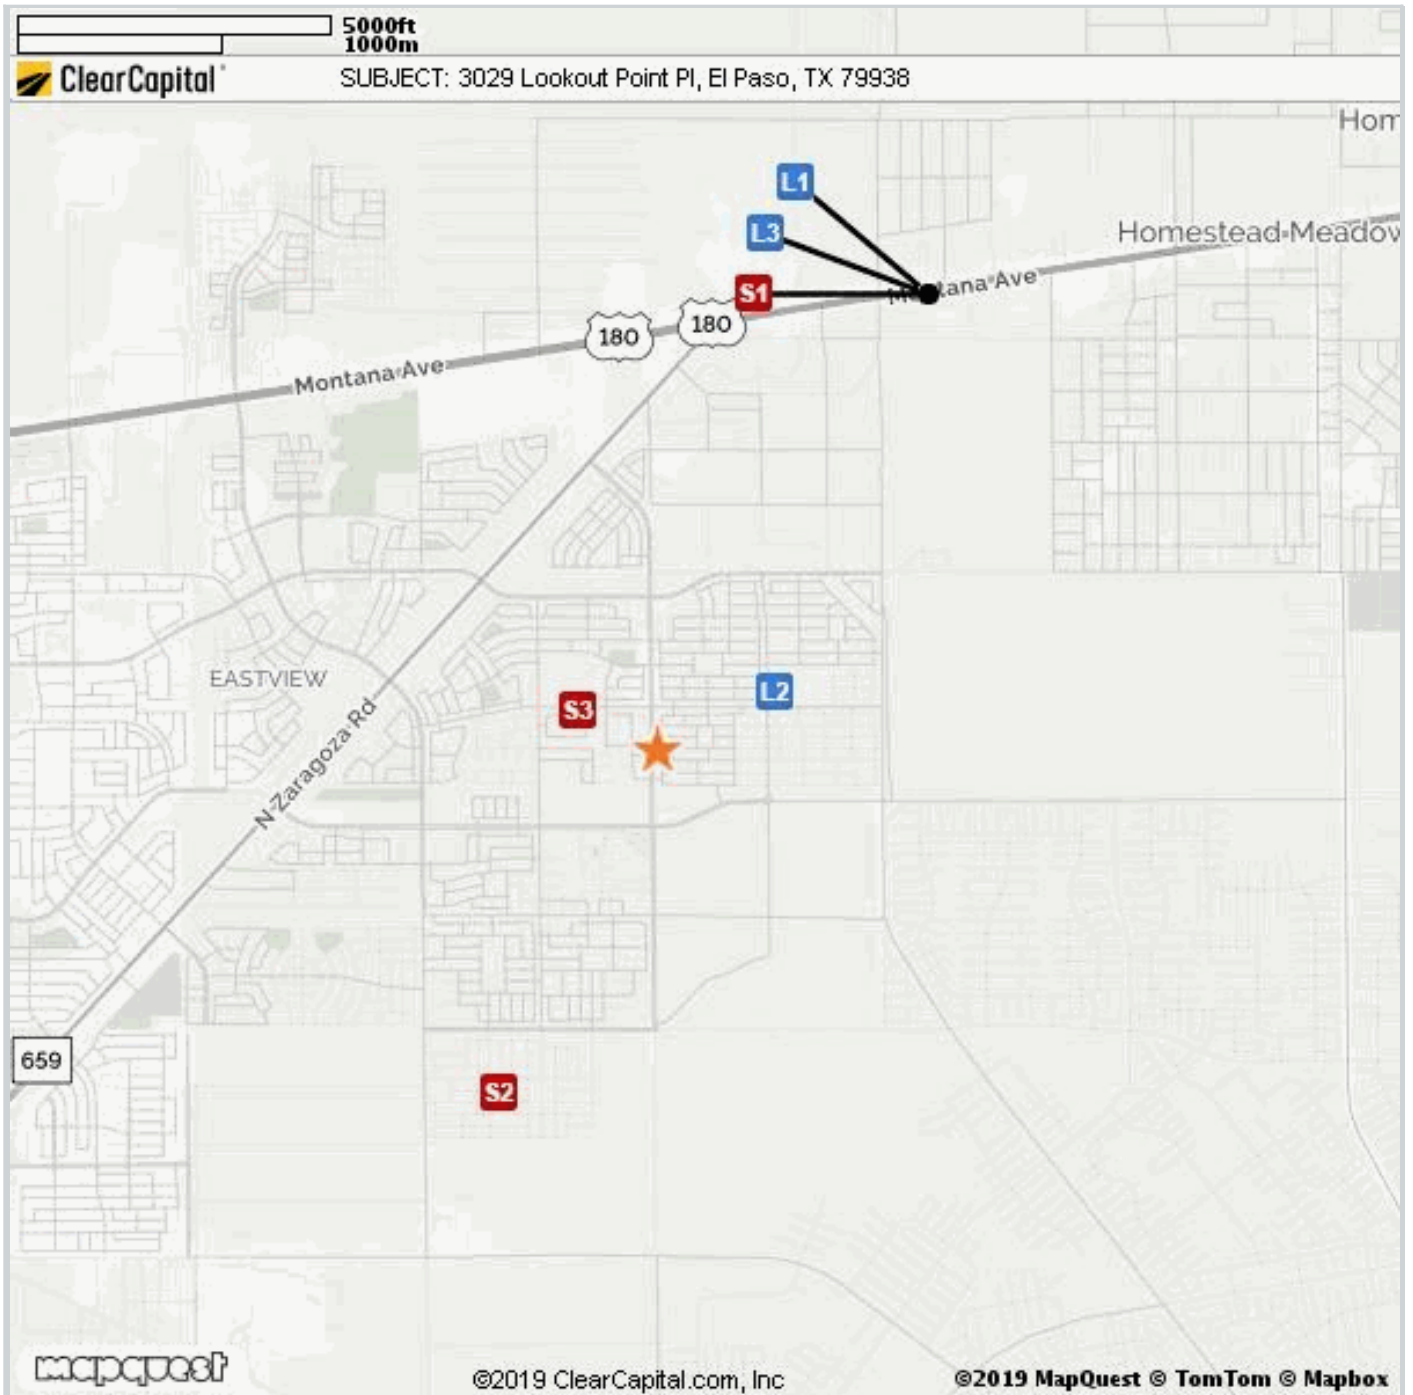 5000ft
1000m
ClearCapital
SUBJECT: 3029 Lookout Point Pl, El Paso, TX 79938
Hom
L1
L3
Homestead Meadov
S1
Montana Ave
180
180
Montana Ave
EASTVIEW
L2
S3
N Zaragoza Rd
659
S2
mapquest
©2019 ClearCapital.com, Inc
©2019 MapQuest © TomTom © Mapbox